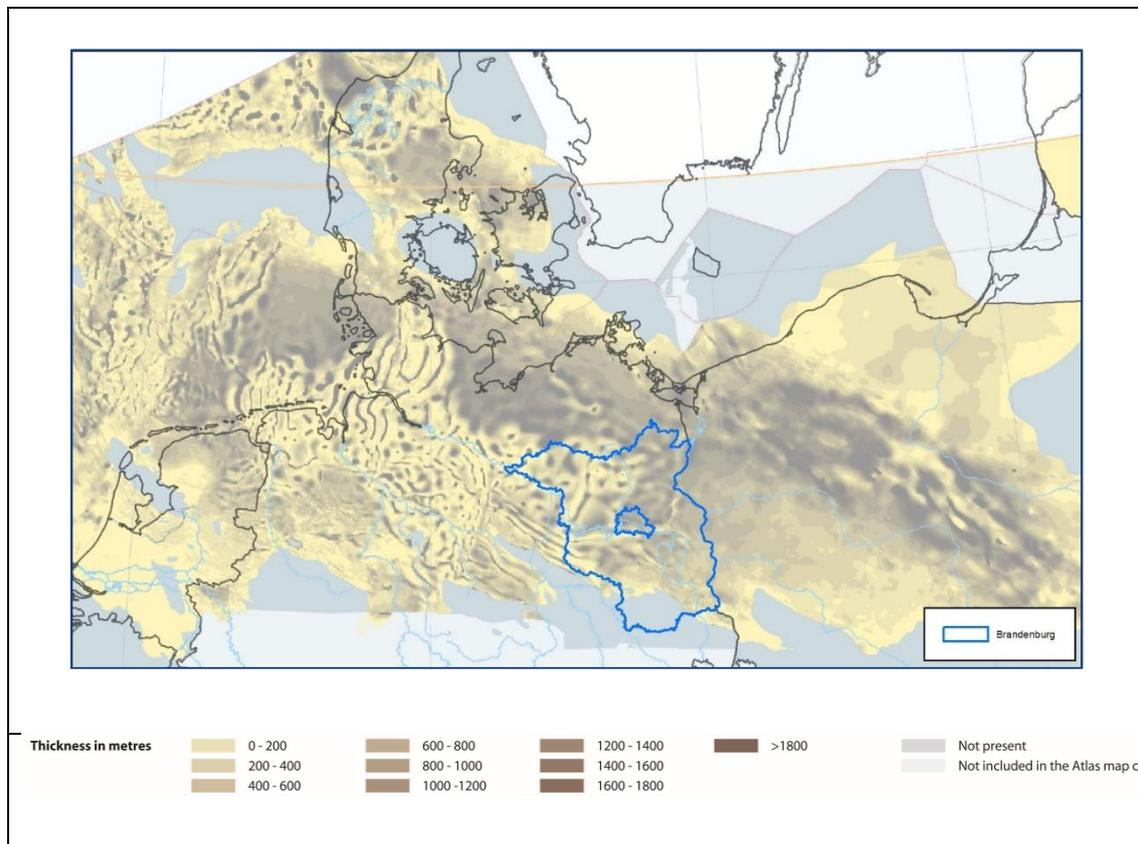 Brandenburg
Thickness in metres
0 - 200
200 - 400
400 - 600
600 - 800
800 - 1000
1000 -1200
1200 - 1400
1400 - 1600
1600 - 1800
>1800
Not present
Not included in the Atlas map